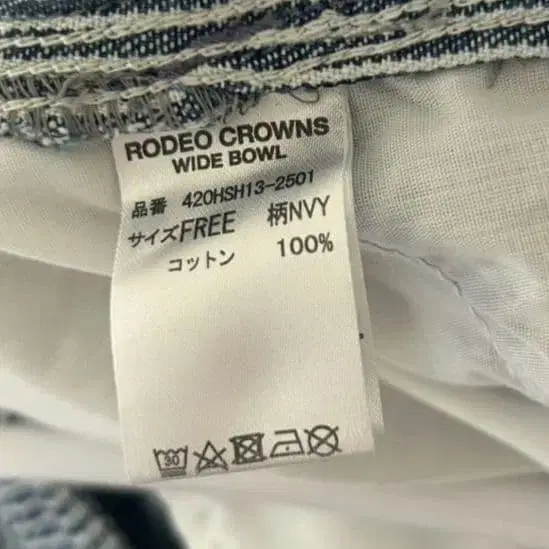 RODEO CROWNS
WIDE BOWL
品番 420HSH13-2501
サイズFREE 柄NVY
コットン 100%
30